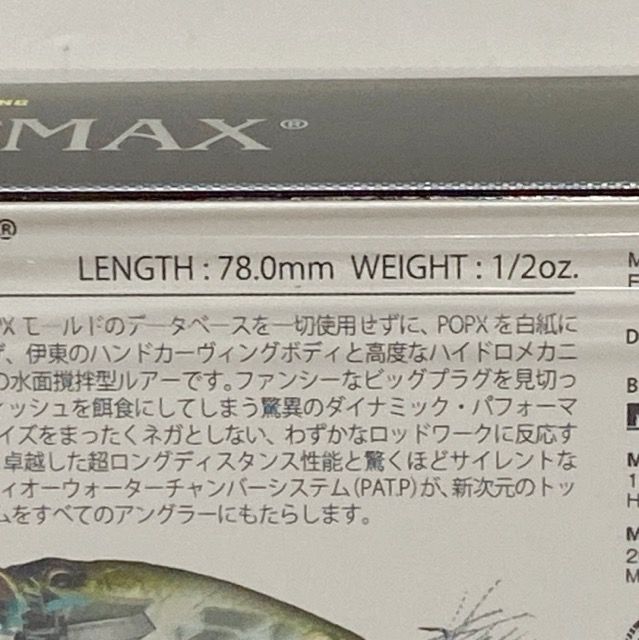 NG
MAX®
®
LENGTH : 78.0mm WEIGHT : 1/2oz.
Xモールドのデータベースを一切使用せずに、POPXを白紙に
、伊東のハンドカーヴィングボディと高度なハイドロメカニ
の水面攪拌型ルアーです。ファンシーなビッグプラグを見切っ
ィッシュを餌食にしてしまう驚異のダイナミック・パフォーマ
イズをまったくネガとしない、わずかなロッドワークに反応す
卓越した超ロングディスタンス性能と驚くほどサイレントな
ィオーウォーターチャンバーシステム(PAT.P)が、新次元のトッ
ムをすべてのアングラーにもたらします。
M
F
D
B
M
1
H
M
2
M